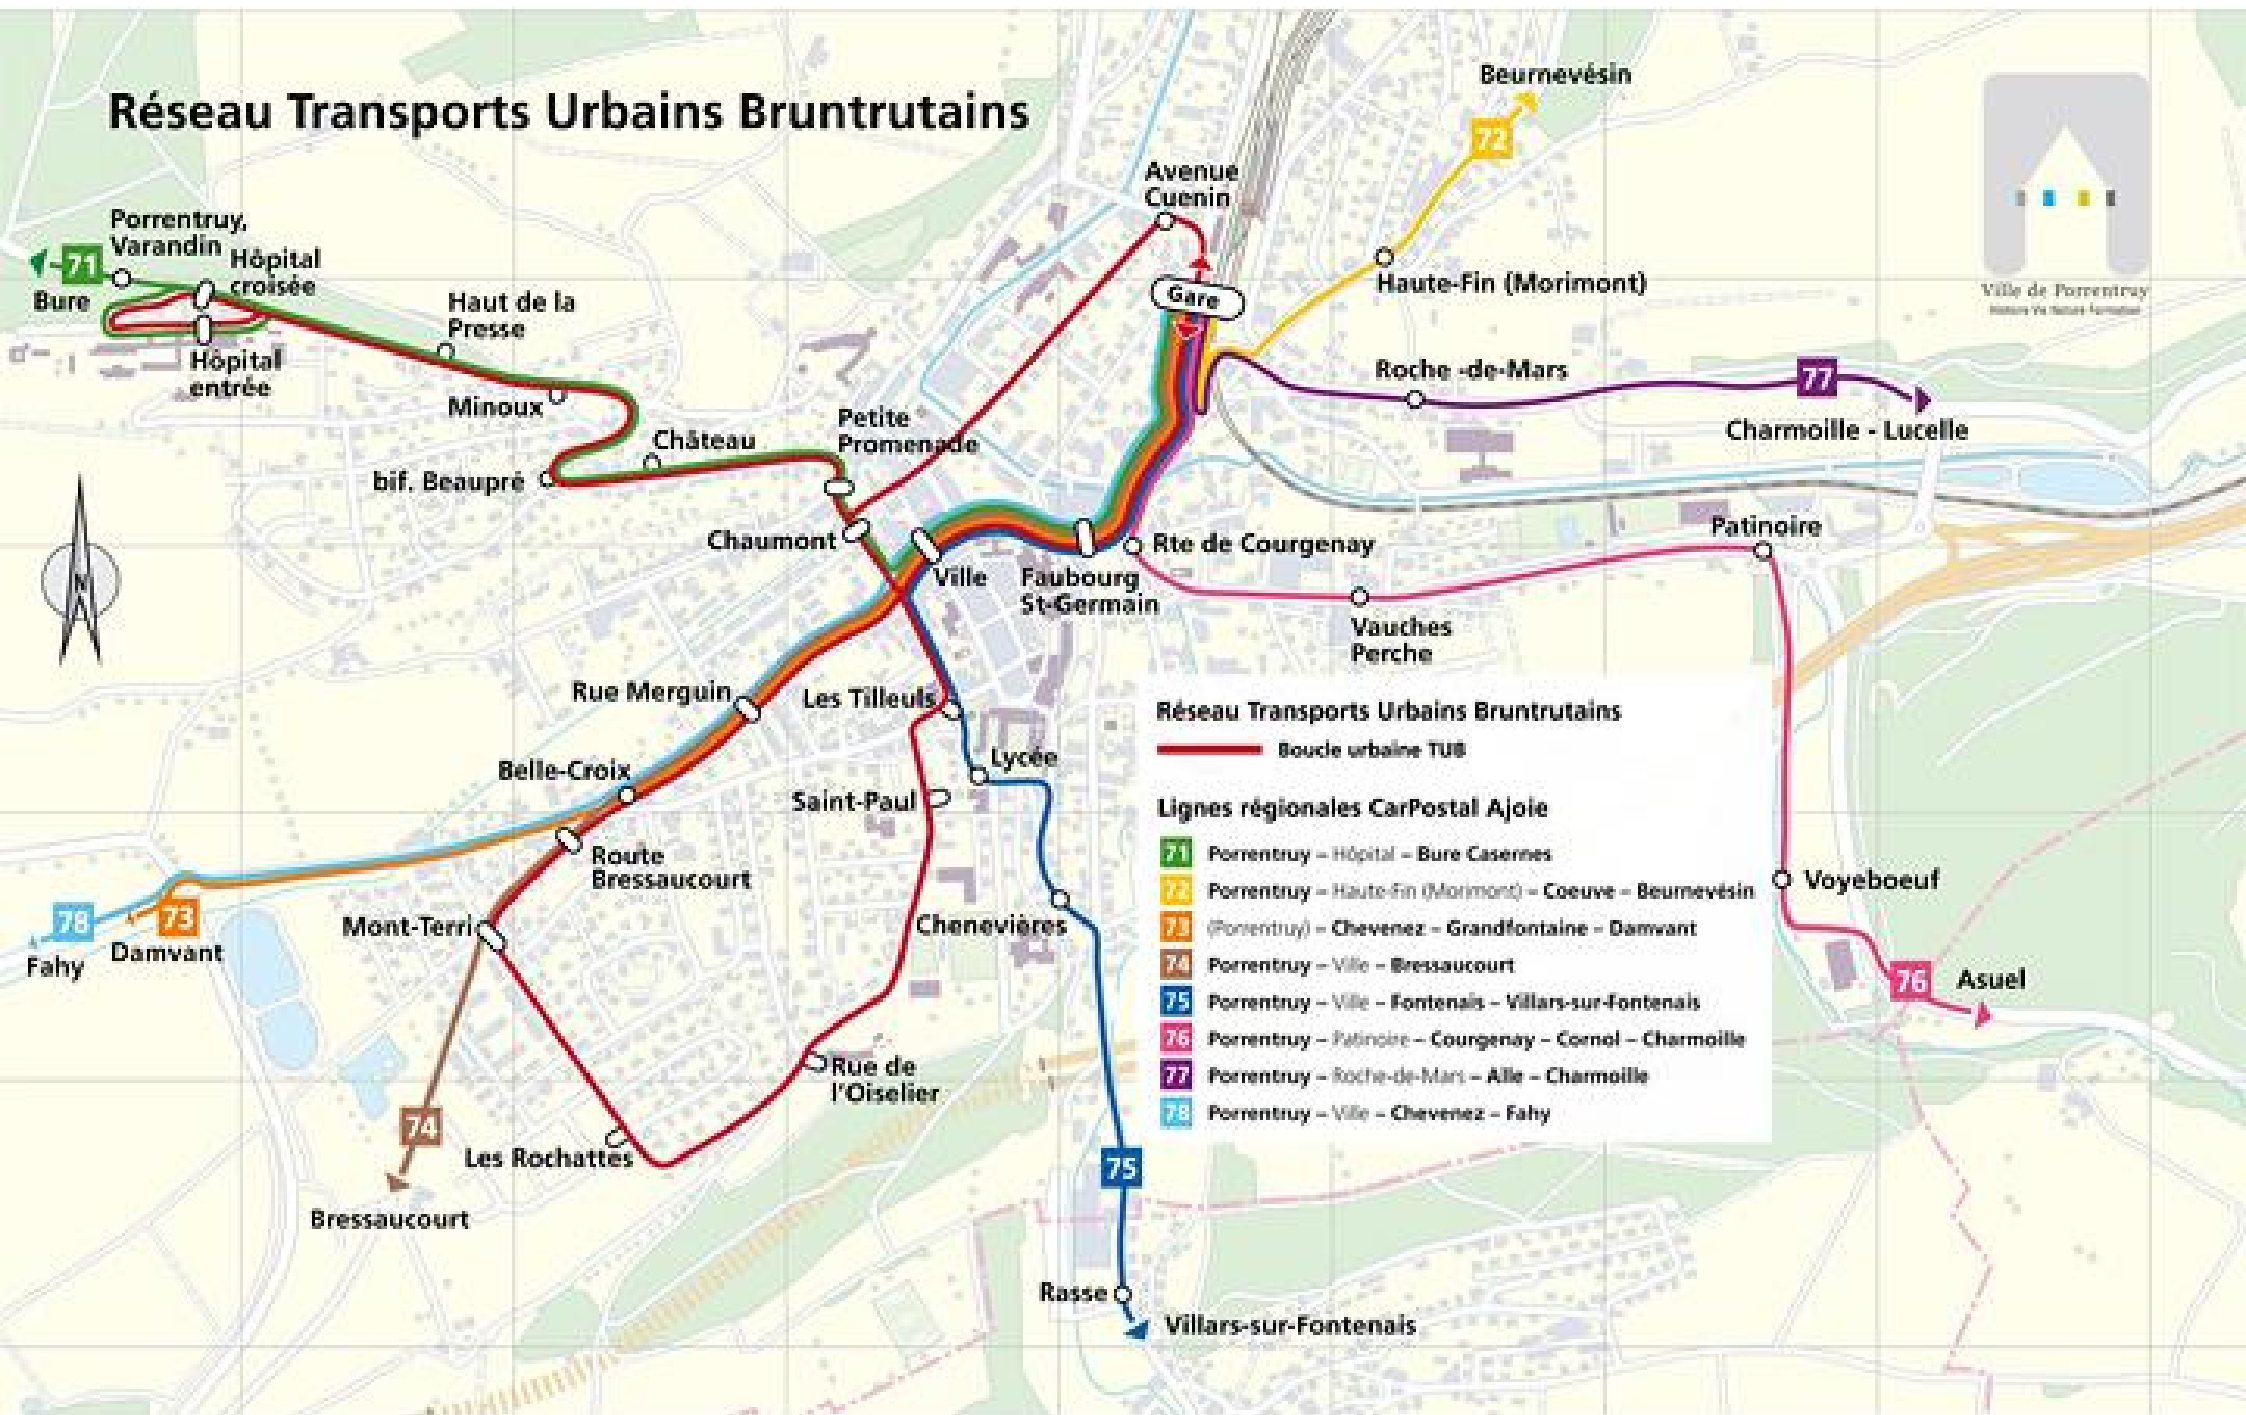 Réseau Transports Urbains Bruntrutains
Beurnevésin
72
Avenue
Cuenin
Porrentruy,
Varandin
71
Bure
Hôpital
croisée
Hôpital
entrée
Haut de la
Presse
Minoux
Château
bif. Beaupré
Petite
Promenade
Chaumont
Gare
Haute-Fin (Morimont)
Ville de Porrentruy
Roche -de-Mars
77
Charmoille - Lucelle
Patinoire
Rte de Courgenay
Ville
Faubourg
St-Germain
Vauches
Perche
N
Rue Merguin
Les Tilleuls
Belle-Croix
Lycée
Saint-Paul
Route
Bressaucourt
Mont-Terri
Chenevières
78
Fahy
73
Damvant
Rue de
l'Oiselier
74
Les Rochattes
Bressaucourt
75
Rasse
Villars-sur-Fontenais
Voyeboeuf
76
Asuel
Réseau Transports Urbains Bruntrutains
Boucle urbaine TUB
Lignes régionales CarPostal Ajoie
71 Porrentruy – Hôpital – Bure Casernes
72 Porrentruy – Haute-Fin (Morimont) – Coeuve – Beurnevésin
73 (Porrentruy) – Chevenez – Grandfontaine – Damvant
74 Porrentruy – Ville – Bressaucourt
75 Porrentruy – Ville – Fontenais – Villars-sur-Fontenais
76 Porrentruy – Patinoire – Courgenay – Cornol – Charmoille
77 Porrentruy – Roche-de-Mars – Alle – Charmoille
78 Porrentruy – Ville – Chevenez – Fahy